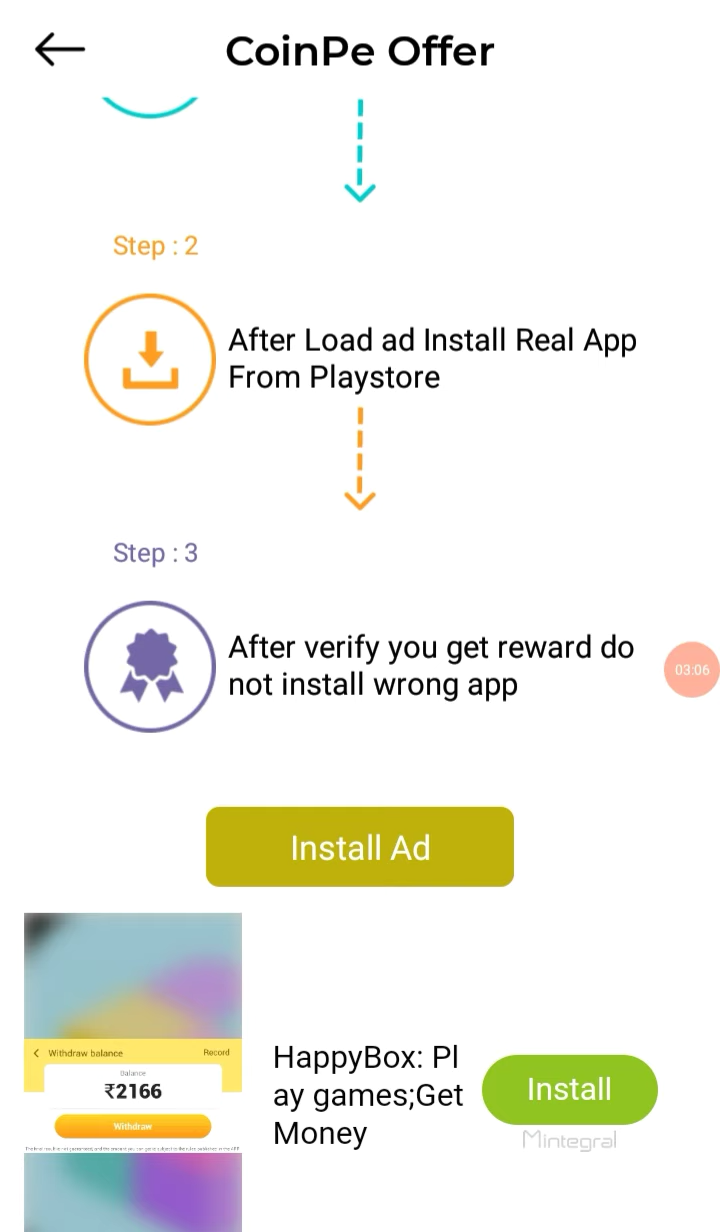 CoinPe Offer
Step : 2
After Load ad Install Real App
From Playstore
Step : 3
After verify you get reward do
not install wrong app
03:06
Install Ad
Withdraw balance
Record
Balance
₹2166
Withdraw
HappyBox: Pl
ay games;Get
Money
Install
Mintegral